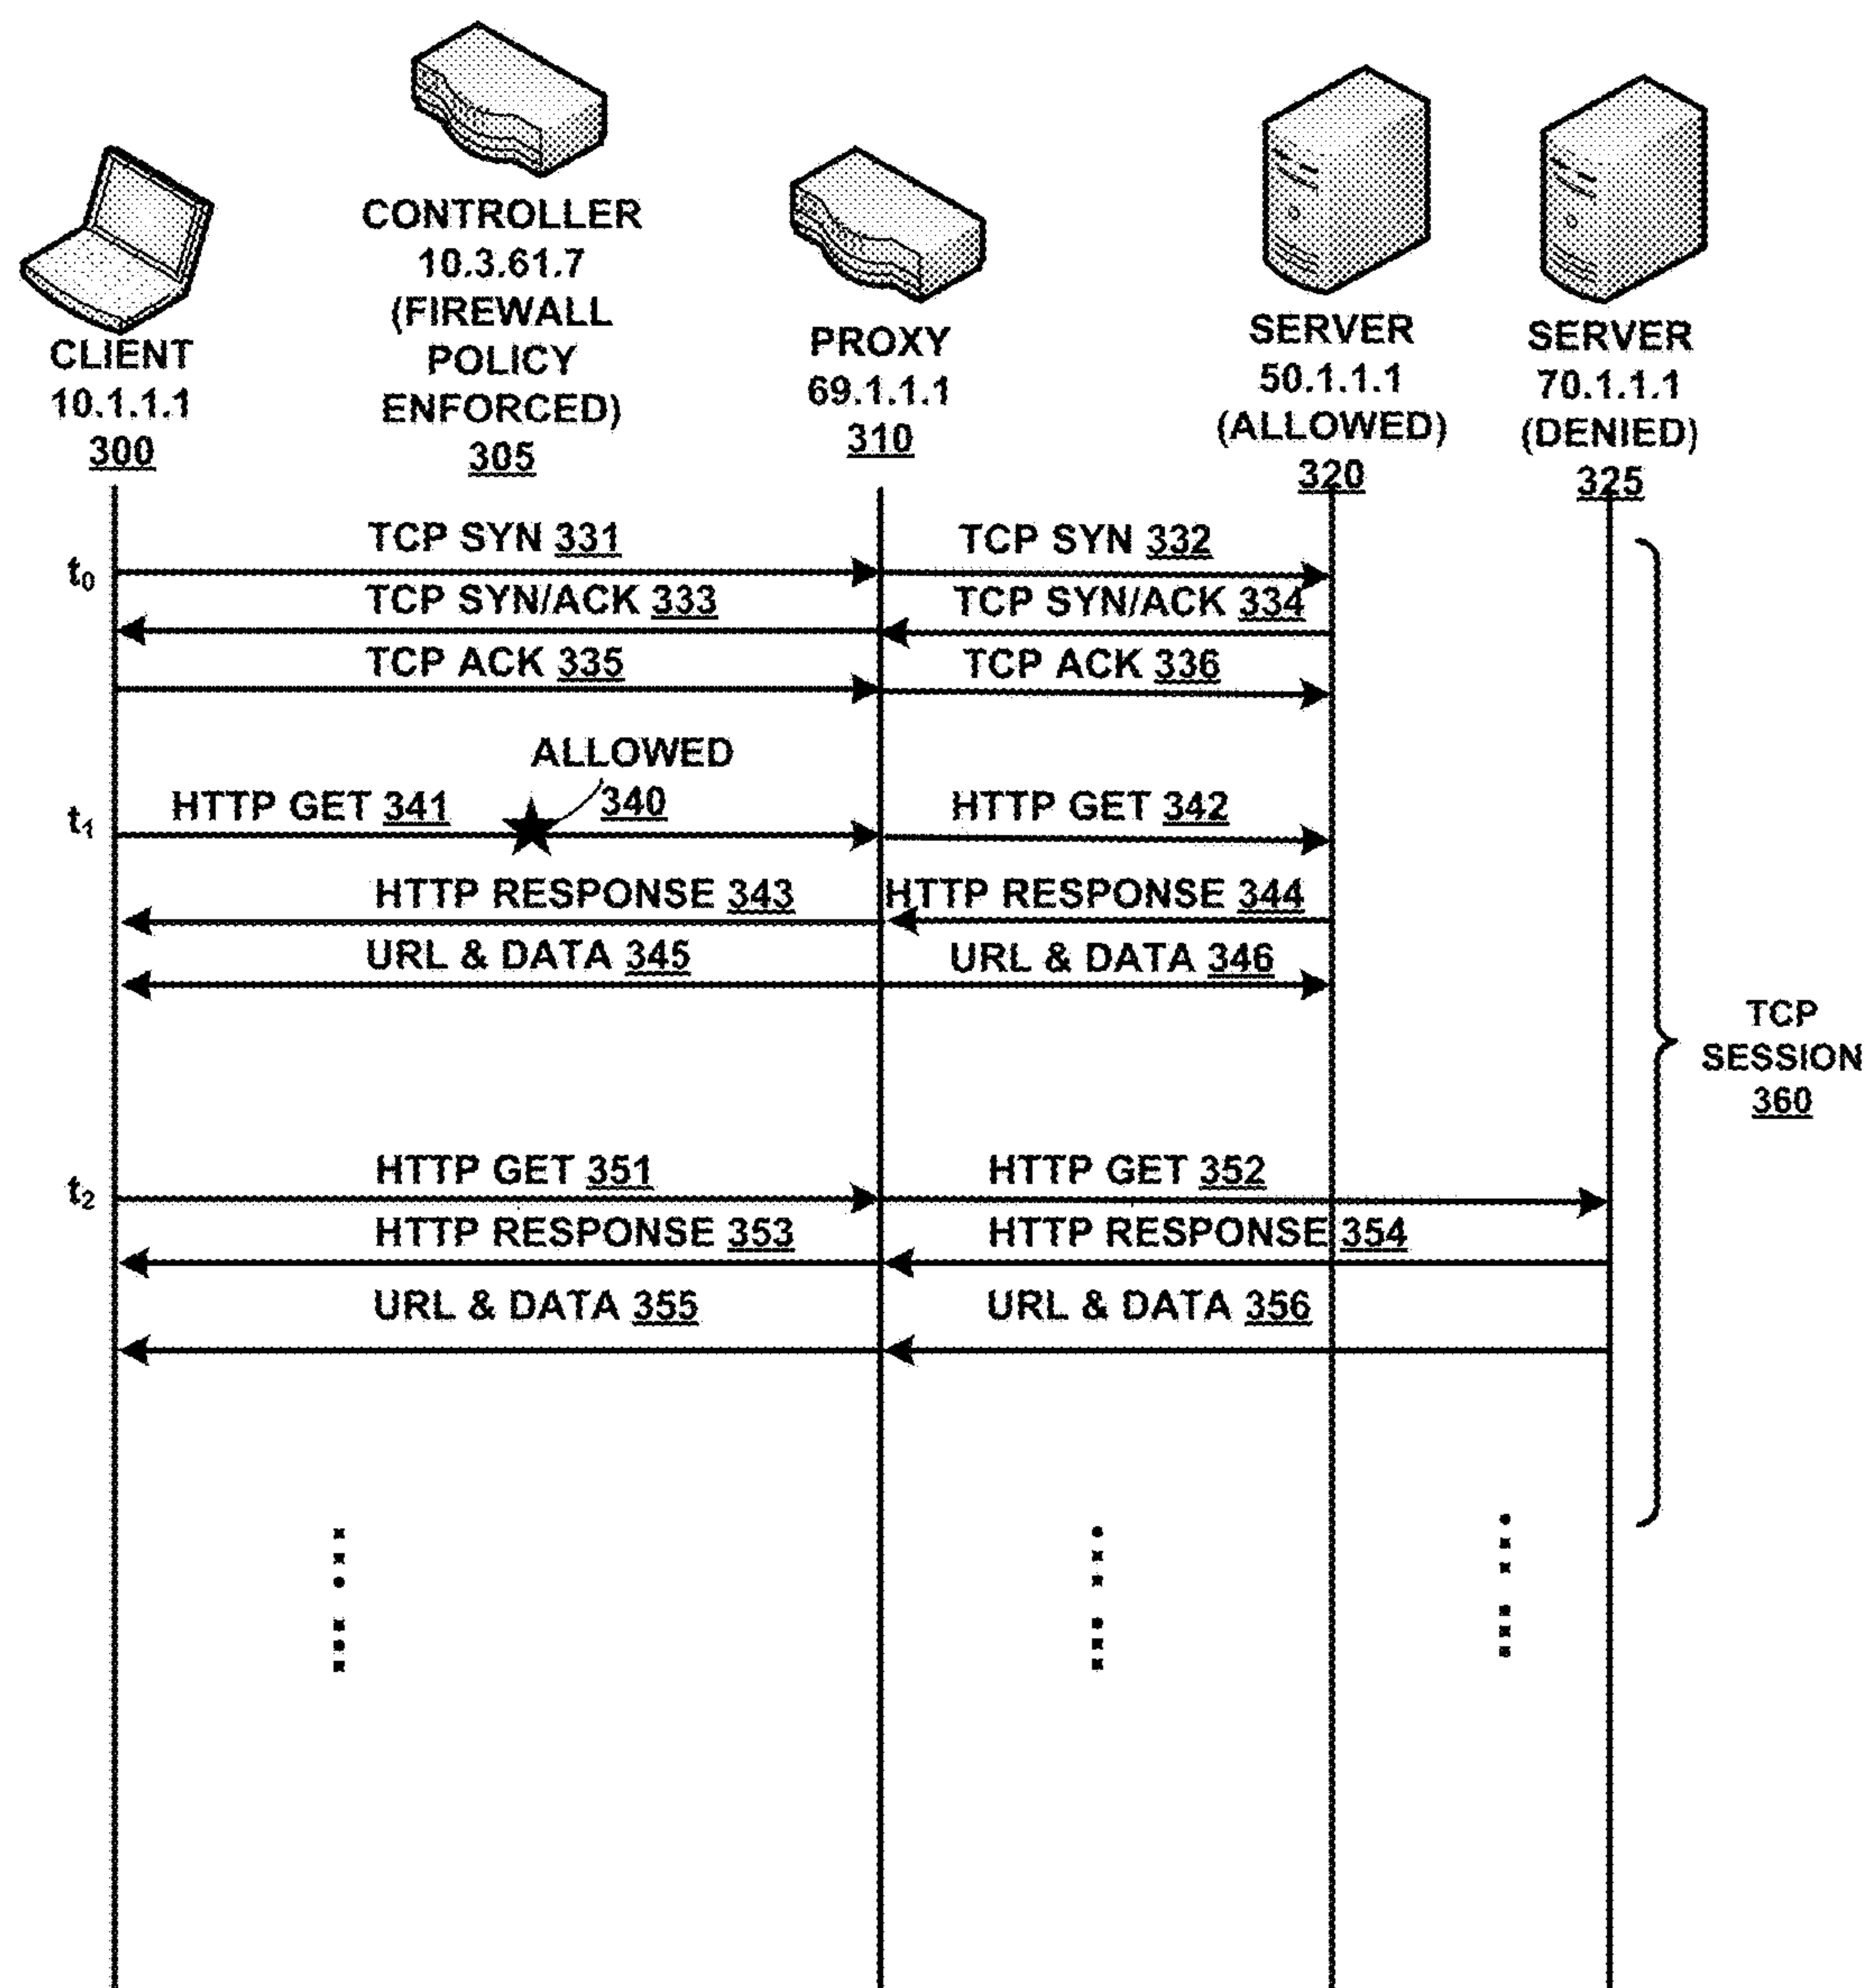 CLIENT
10.1.1.1
300
CONTROLLER
10.3.61.7
(FIREWALL
POLICY
ENFORCED)
305
PROXY
69.1.1.1
310
SERVER
50.1.1.1
(ALLOWED)
320
SERVER
70.1.1.1
(DENIED)
325
t0
TCP SYN 331
TCP SYN 332
TCP SYN/ACK 333
TCP SYN/ACK 334
TCP ACK 335
TCP ACK 336
ALLOWED
340
t1
HTTP GET 341
HTTP GET 342
HTTP RESPONSE 343
HTTP RESPONSE 344
URL & DATA 345
URL & DATA 346
TCP
SESSION
360
t2
HTTP GET 351
HTTP GET 352
HTTP RESPONSE 353
HTTP RESPONSE 354
URL & DATA 355
URL & DATA 356